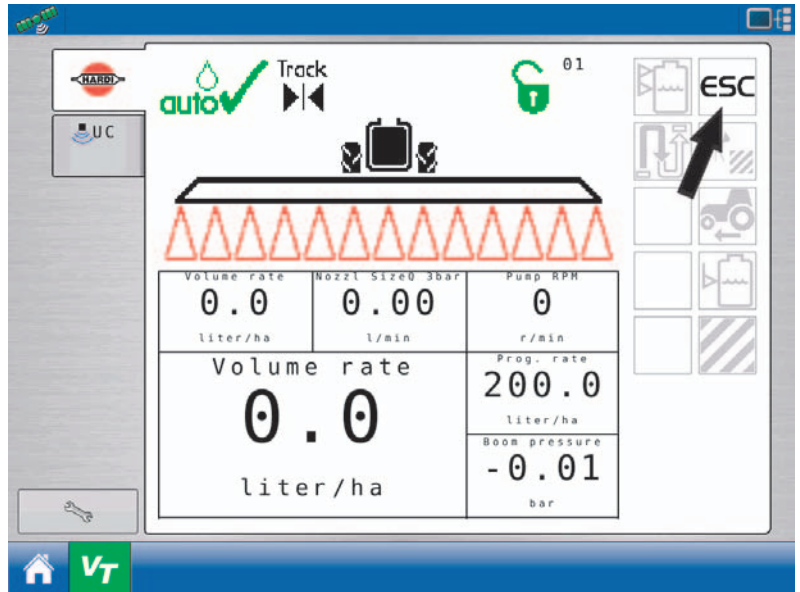 HARDI
UC
auto
Track
01
ESC
Volume rate
0.0
liter/ha
Nozzl SizeQ 3bar
0.00
l/min
Pump RPM
0
r/min
Volume rate
0.0
liter/ha
Prog. rate
200.0
liter/ha
Boom pressure
-0.01
bar
VT